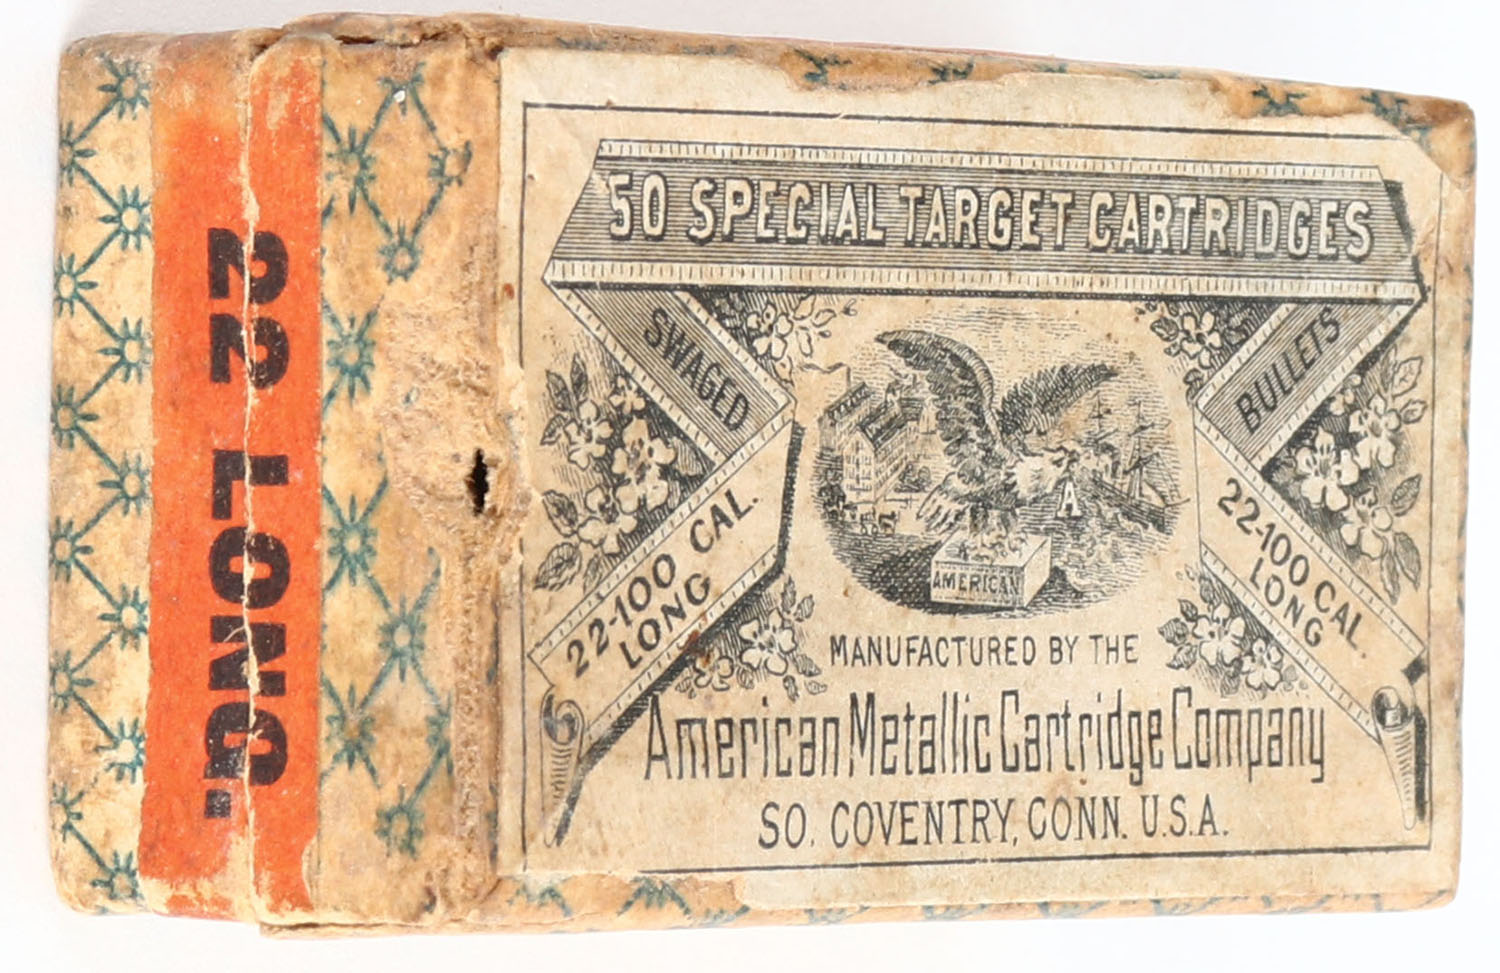 22 LONG.
50 SPECIAL TARGET CARTRIDGES
SWAGED
BULLETS
22-100 CAL.
LONG
22-100 CAL.
LONG
A
AMERICAN
MANUFACTURED BY THE
American Metallic Cartridge Company
SO. COVENTRY, CONN. U.S.A.